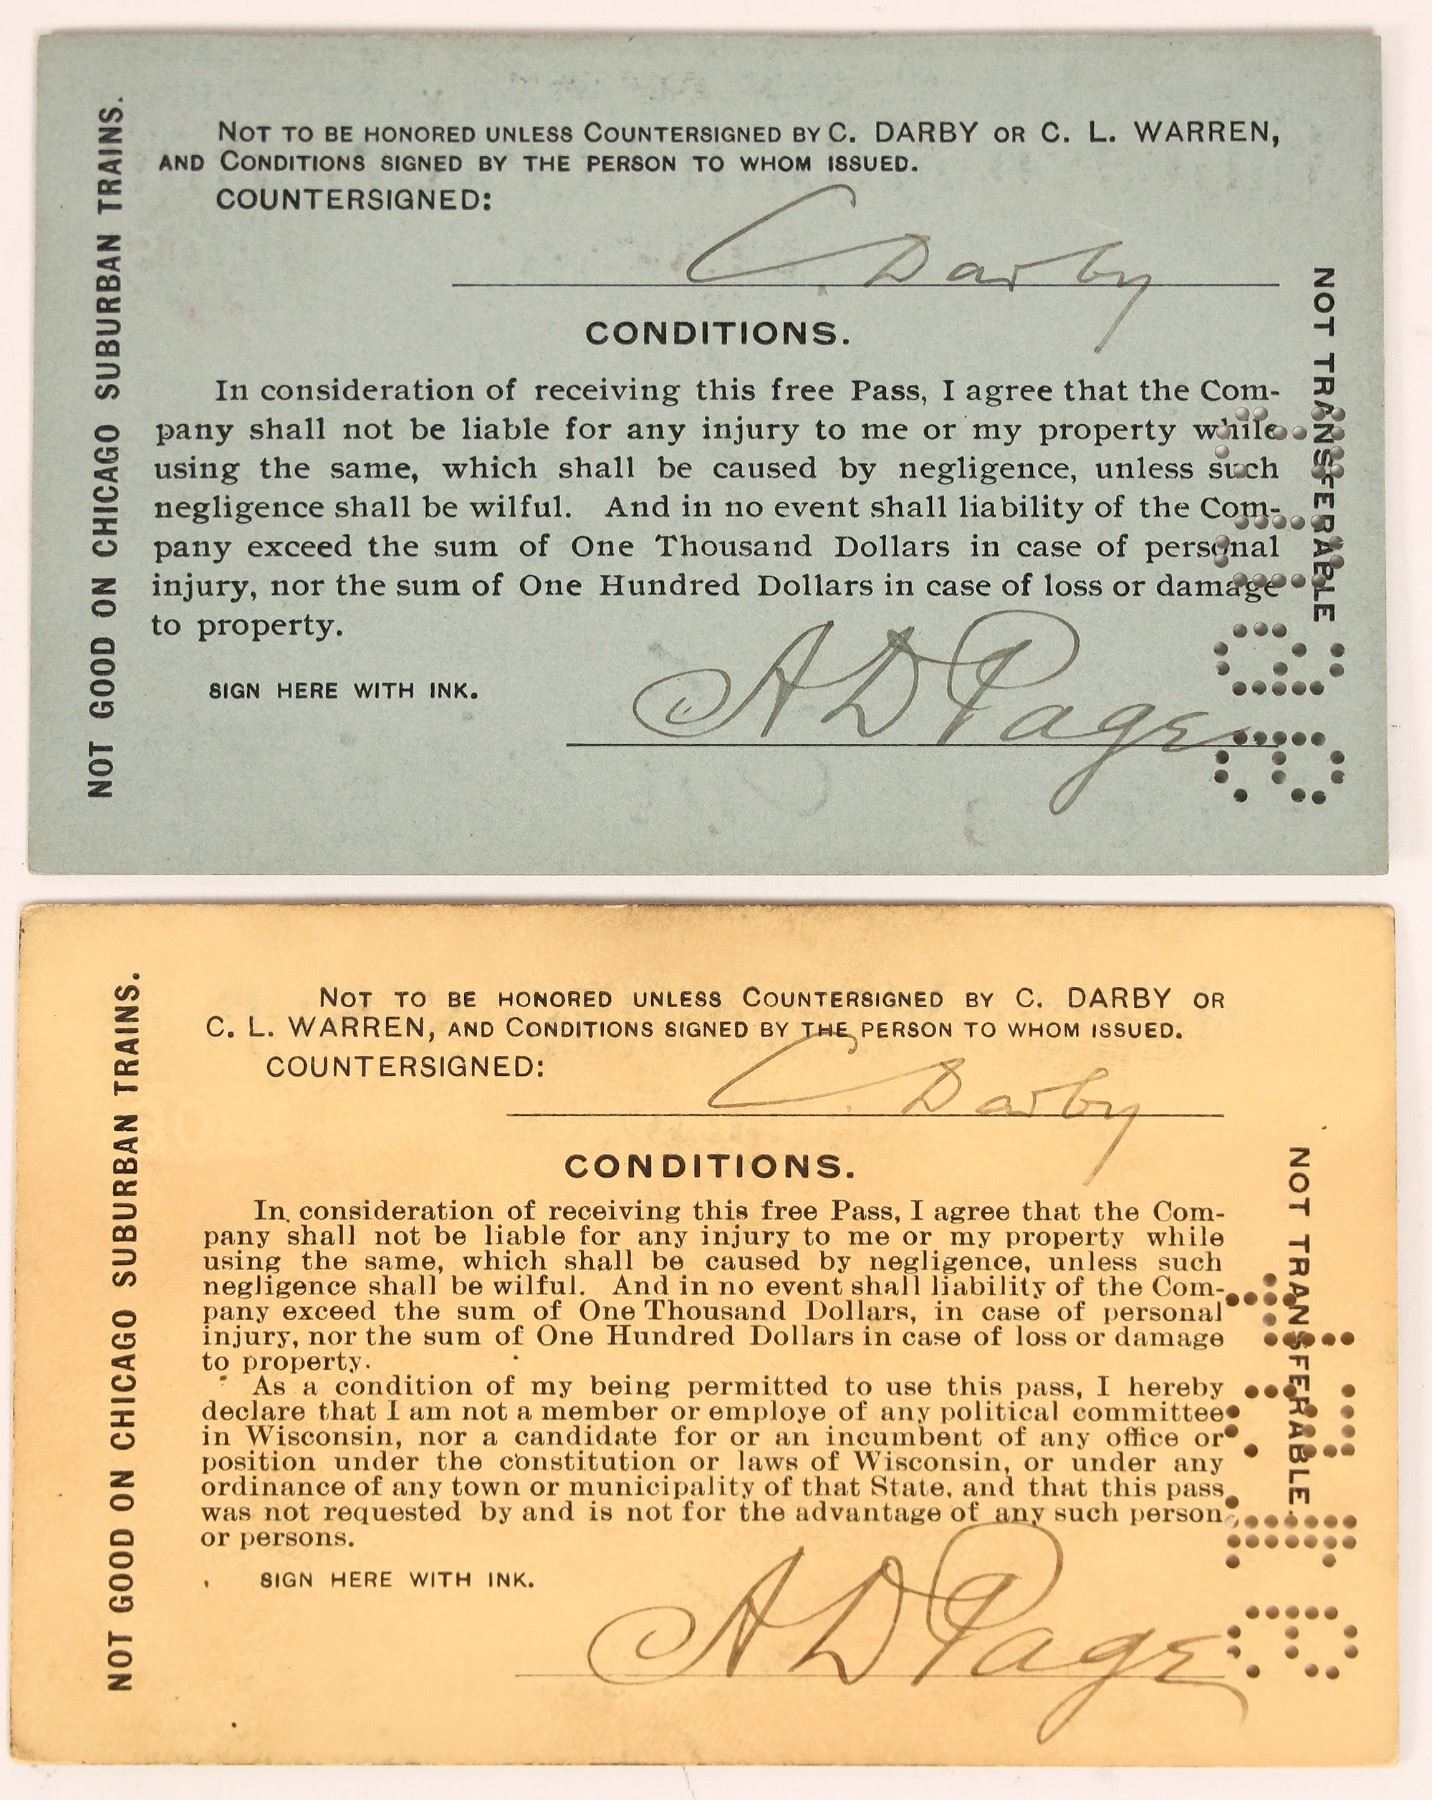 NOT GOOD ON CHICAGO SUBURBAN TRAINS.
NOT TO BE HONORED UNLESS COUNTERSIGNED BY C. DARBY OR C. L. WARREN,
AND CONDITIONS SIGNED BY THE PERSON TO WHOM ISSUED.
COUNTERSIGNED:
C. Darby
CONDITIONS.
In consideration of receiving this free Pass, I agree that the Com-
pany shall not be liable for any injury to me or my property while
using the same, which shall be caused by negligence, unless such
negligence shall be wilful. And in no event shall liability of the Com-
pany exceed the sum of One Thousand Dollars in case of personal
injury, nor the sum of One Hundred Dollars in case of loss or damage
to property.
SIGN HERE WITH INK.
A D Page
NOT TRANSFERABLE
NOT GOOD ON CHICAGO SUBURBAN TRAINS.
NOT TO BE HONORED UNLESS COUNTERSIGNED BY C. DARBY OR
C. L. WARREN, AND CONDITIONS SIGNED BY THE PERSON TO WHOM ISSUED.
COUNTERSIGNED:
C. Darby
CONDITIONS.
In consideration of receiving this free Pass, I agree that the Com-
pany shall not be liable for any injury to me or my property while
using the same, which shall be caused by negligence, unless such
negligence shall be wilful. And in no event shall liability of the Com-
pany exceed the sum of One Thousand Dollars, in case of personal
injury, nor the sum of One Hundred Dollars in case of loss or damage
to property.
As a condition of my being permitted to use this pass, I hereby
declare that I am not a member or employe of any political committee
in Wisconsin, nor a candidate for or an incumbent of any office or
position under the constitution or laws of Wisconsin, or under any
ordinance of any town or municipality of that State, and that this pass
was not requested by and is not for the advantage of any such person
or persons.
SIGN HERE WITH INK.
A D Page
NOT TRANSFERABLE.